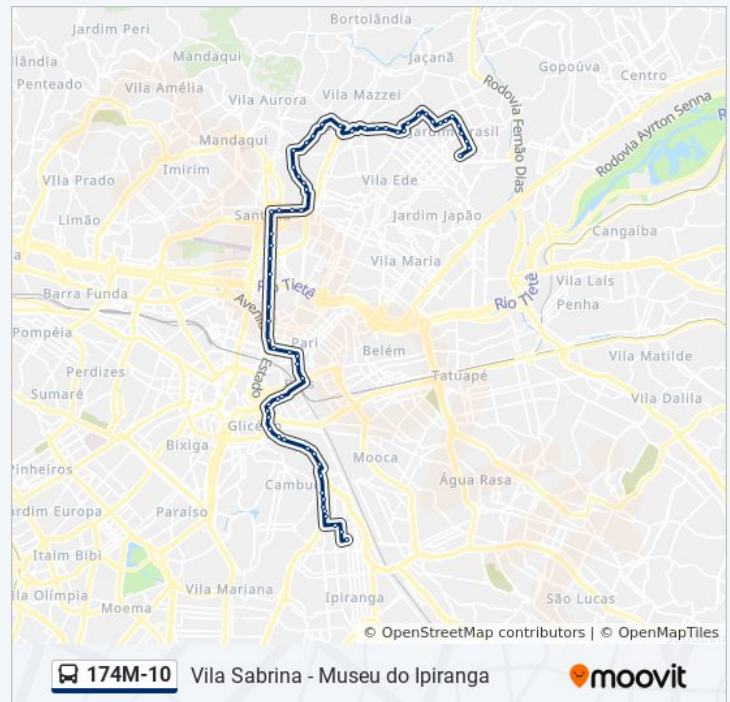 Bortolândia
Jardim Peri
Mandaqui
Jaçanã
Gopoúva
Centro
lândia
Penteado
Vila Amélia
Vila Aurora
Vila Mazzei
Rodovia Fernão Dias
Rodovia Ayrton Senna
Mandaqui
Jardim Brasil
Imirim
VIla Prado
Vila Ede
Limão
Santana
Jardim Japão
Cangaíba
Vila Maria
Rio Tietê
Rio Tietê
Vila Laís
Penha
Barra Funda
Avenida
Estado
Pompéia
Pari
Belém
Vila Matilde
Perdizes
Tatuapé
Sumaré
Vila Dalila
Glicério
Bixiga
Mooca
Pinheiros
Água Rasa
Cambuci
ardim Europa
Paraíso
Itaim Bibi
Vila Mariana
ila Olímpia
Moema
Ipiranga
São Lucas
© OpenStreetMap contributors | © OpenMapTiles
174M-10 Vila Sabrina - Museu do Ipiranga
moovit